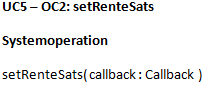 UC5 – OC2: setRenteSats
Systemoperation
setRenteSats( callback : Callback )